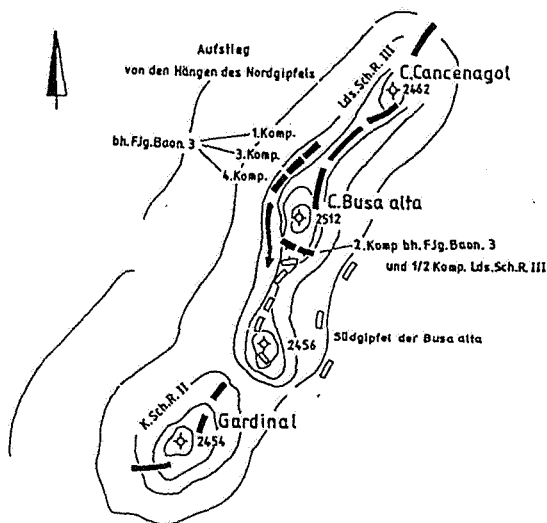 Aufstieg
von den Hängen des Nordgipfels
Lds.Sch.R. III
C.Cancenagol
2462
1.Komp.
bh.FJg.Baon. 3
3.Komp.
4.Komp.
C.Busa alta
2512
2.Komp bh.FJg.Baon. 3
und 1/2 Komp. Lds.Sch.R.III
2456
Südgipfel der Busa alta
K.Sch.R. II
Gardinal
2454